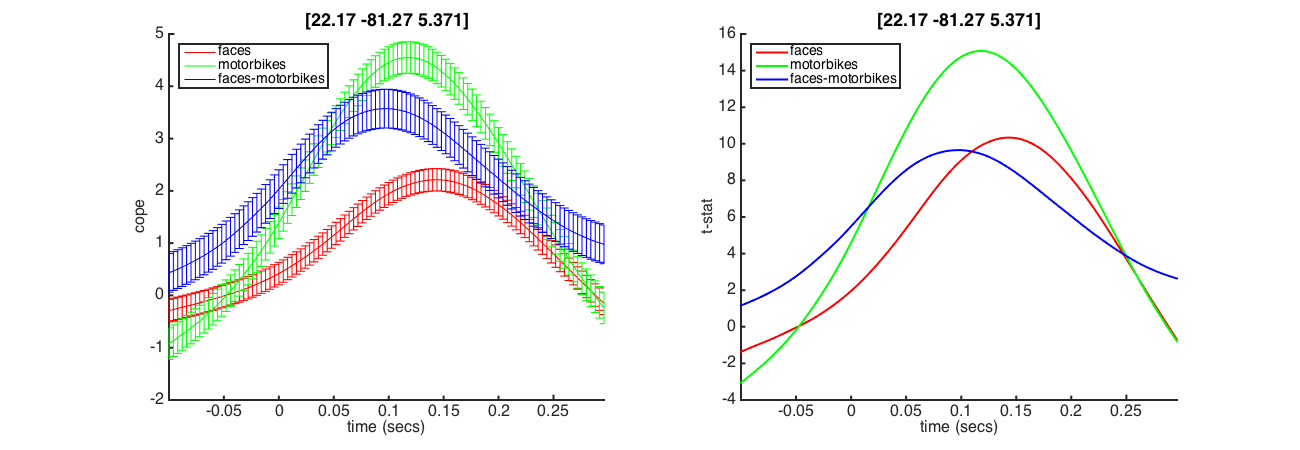 [22.17 -81.27 5.371]
faces
motorbikes
faces-motorbikes
5
4
3
2
1
0
-1
-2
cope
-0.05 0 0.05 0.1 0.15 0.2 0.25
time (secs)
[22.17 -81.27 5.371]
faces
motorbikes
faces-motorbikes
16
14
12
10
8
6
4
2
0
-2
-4
t-stat
-0.05 0 0.05 0.1 0.15 0.2 0.25
time (secs)